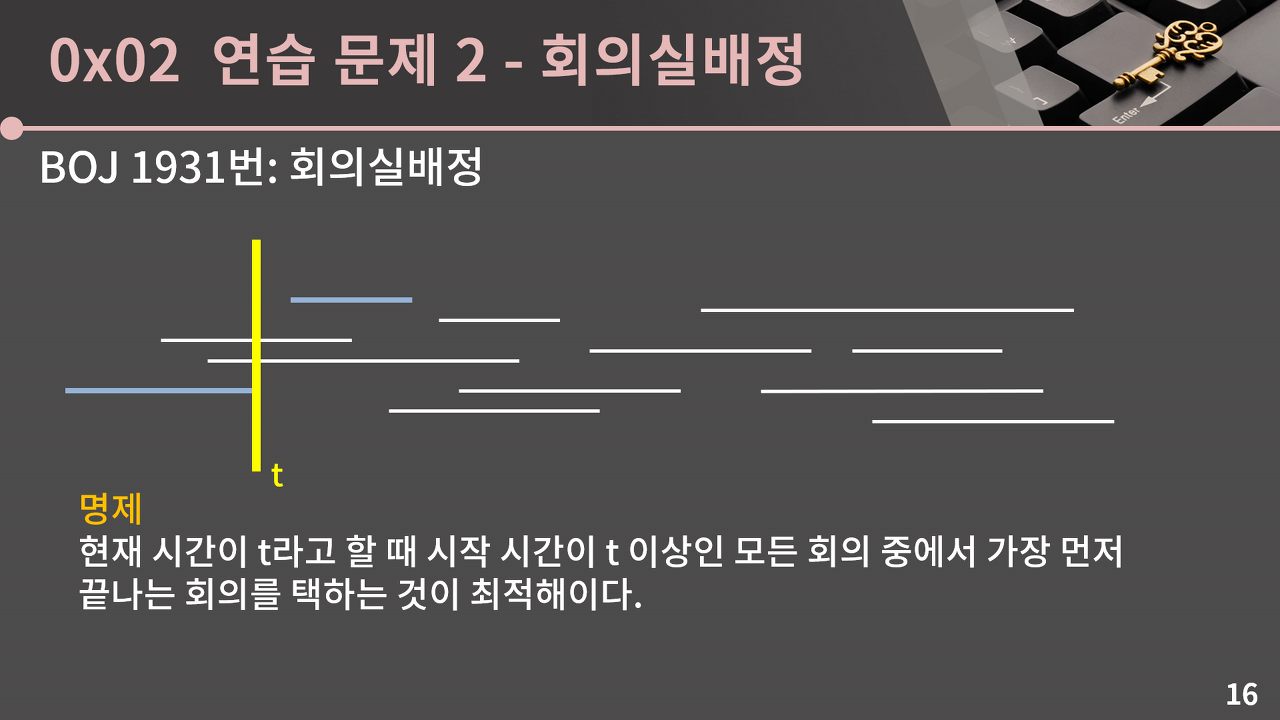 0x02 연습 문제 2 - 회의실배정
Enter
BOJ 1931번: 회의실배정
t
명제
현재 시간이 t라고 할 때 시작 시간이 t 이상인 모든 회의 중에서 가장 먼저
끝나는 회의를 택하는 것이 최적해이다.
16